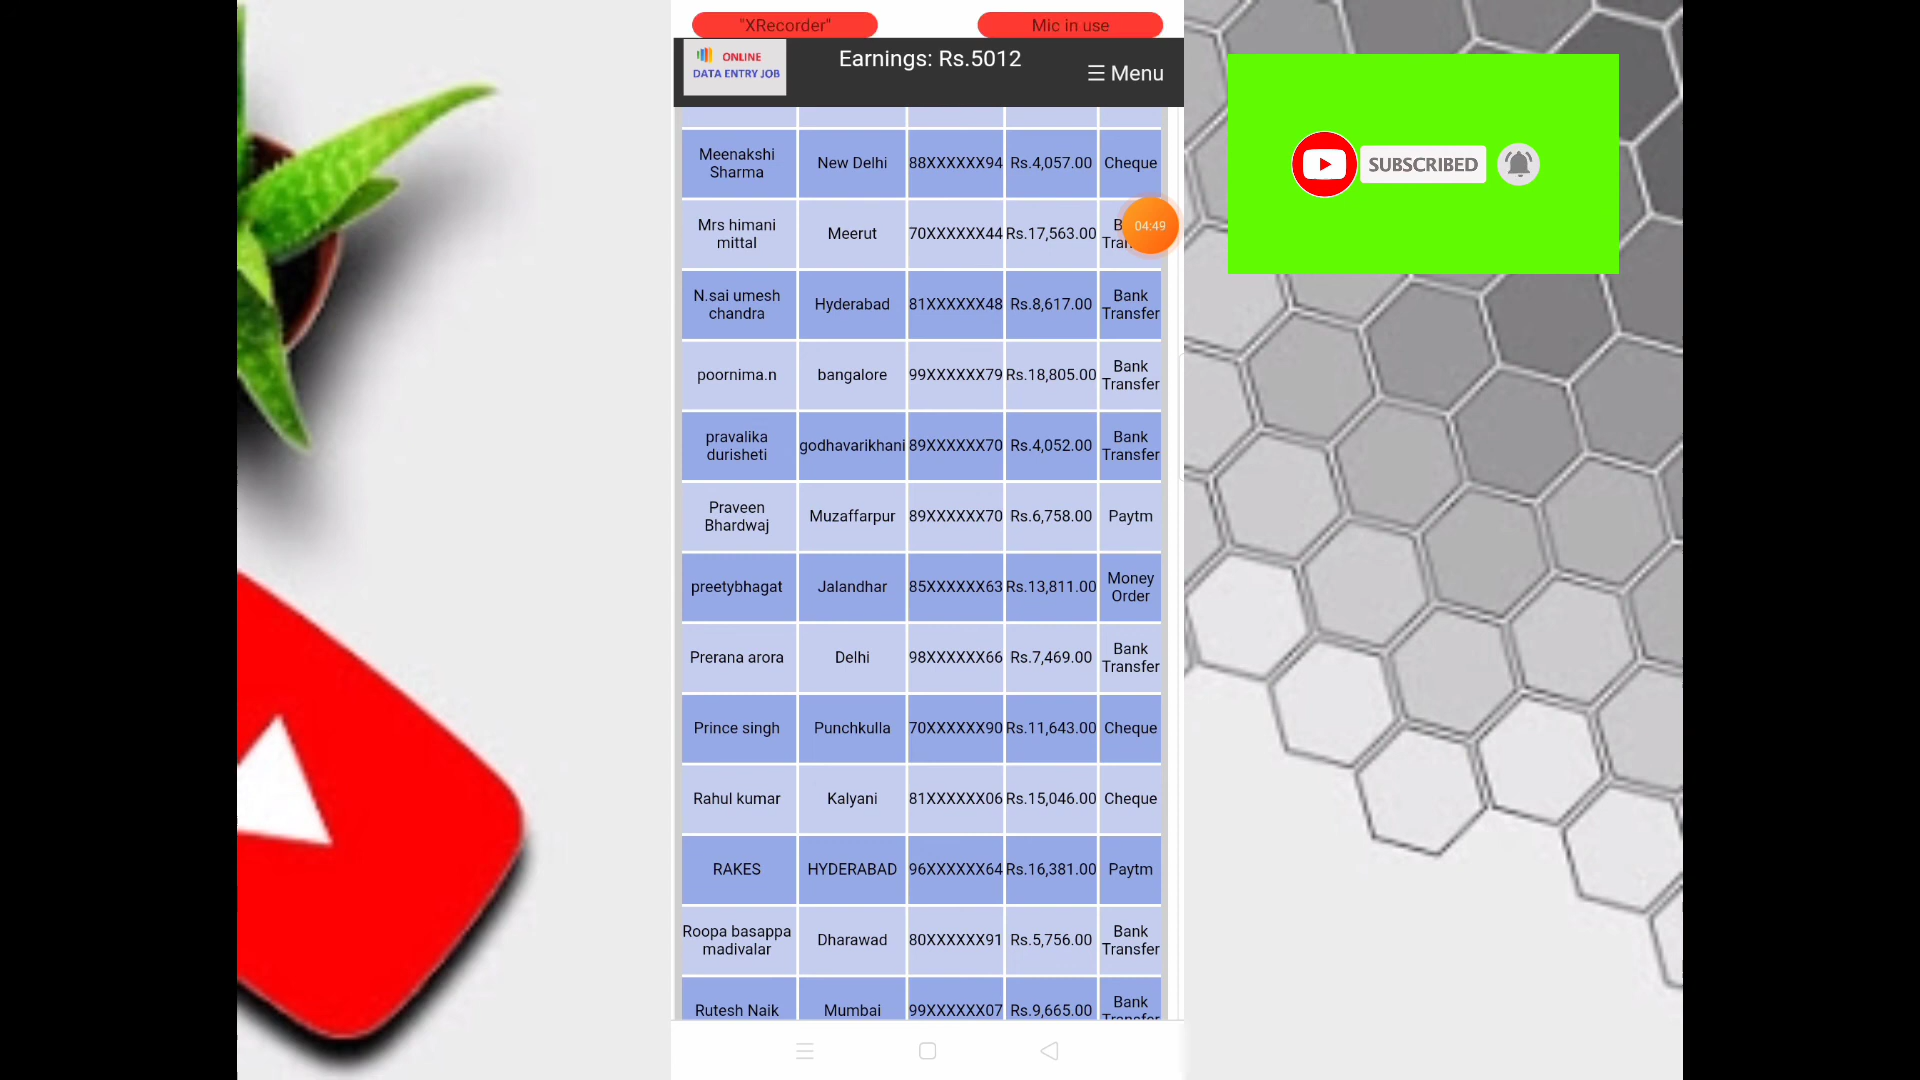 "XRecorder"
Mic in use
ONLINE
DATA ENTRY JOB
Earnings: Rs.5012
☰ Menu
Meenakshi
Sharma
New Delhi
88XXXXXX94
Rs.4,057.00
Cheque
Mrs himani
mittal
Meerut
70XXXXXX44
Rs.17,563.00
04:49
N.sai umesh
chandra
Hyderabad
81XXXXXX48
Rs.8,617.00
Bank
Transfer
poornima.n
bangalore
99XXXXXX79
Rs.18,805.00
Bank
Transfer
pravalika
durisheti
godhavarikhani
89XXXXXX70
Rs.4,052.00
Bank
Transfer
Praveen
Bhardwaj
Muzaffarpur
89XXXXXX70
Rs.6,758.00
Paytm
preetybhagat
Jalandhar
85XXXXXX63
Rs.13,811.00
Money
Order
Prerana arora
Delhi
98XXXXXX66
Rs.7,469.00
Bank
Transfer
Prince singh
Punchkulla
70XXXXXX90
Rs.11,643.00
Cheque
Rahul kumar
Kalyani
81XXXXXX06
Rs.15,046.00
Cheque
RAKES
HYDERABAD
96XXXXXX64
Rs.16,381.00
Paytm
Roopa basappa
madivalar
Dharawad
80XXXXXX91
Rs.5,756.00
Bank
Transfer
Rutesh Naik
Mumbai
99XXXXXX07
Rs.9,665.00
Bank
Transfer
SUBSCRIBED